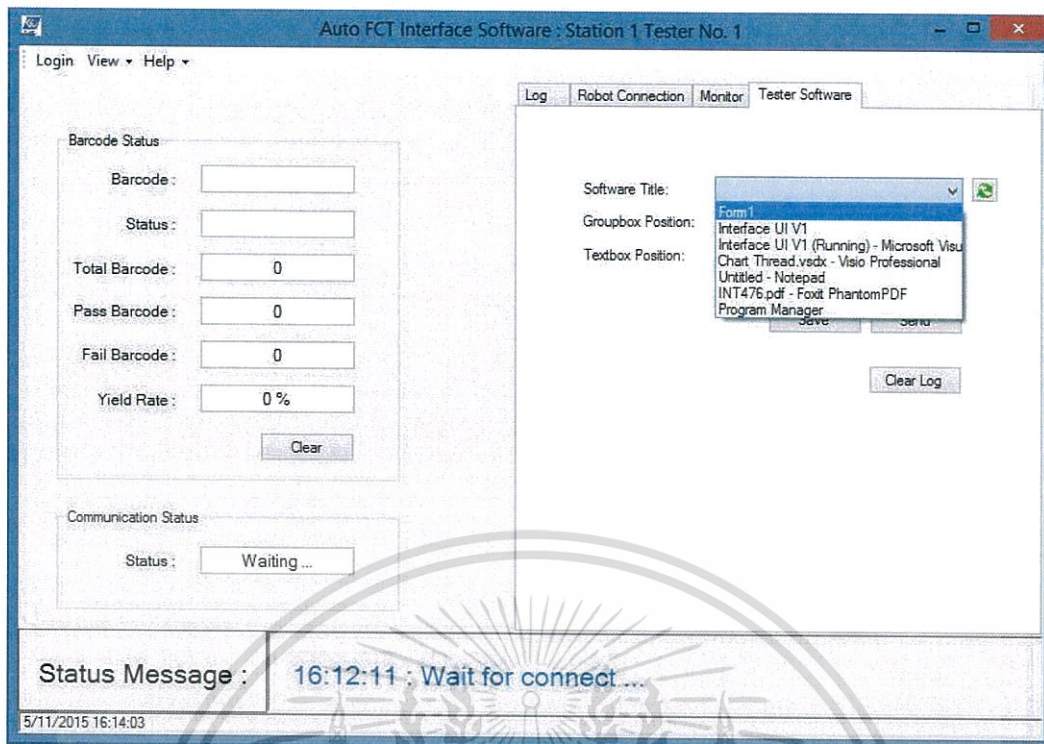 Auto FCT Interface Software : Station 1 Tester No. 1
Login View Help
Log Robot Connection Monitor Tester Software
Barcode Status
Barcode :
Status :
Total Barcode : 0
Pass Barcode : 0
Fail Barcode : 0
Yield Rate : 0 %
Clear
Communication Status
Status : Waiting ...
Software Title:
Groupbox Position:
Textbox Position:
Form1
Interface UI V1
Interface UI V1 (Running) - Microsoft Visu
Chart Thread.vsdx - Visio Professional
Untitled - Notepad
INT476.pdf - Foxit PhantomPDF
Program Manager
Save Send
Clear Log
Status Message : 16:12:11 : Wait for connect ...
5/11/2015 16:14:03